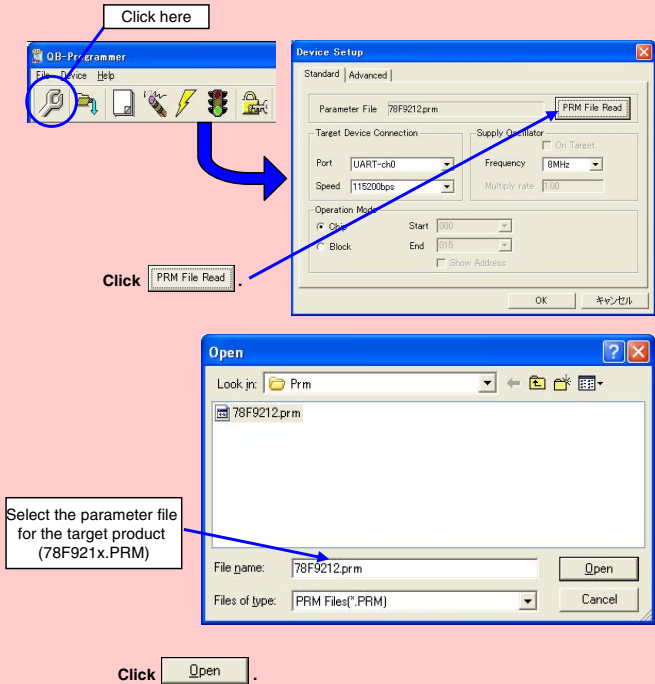 Click here
QB-Programmer
File Device Help
Device Setup
Standard Advanced
Parameter File 78F9212.prm PRM File Read
Target Device Connection
Supply Oscillator
On Target
Port UART-ch0
Frequency 8MHz
Speed 115200bps
Multiply rate 1.00
Operation Mode
Chip Start 000
Block End 015
Show Address
OK キャンセル
Click PRM File Read .
Open
Look in: Prm
78F9212.prm
Select the parameter file
for the target product
(78F921x.PRM)
File name: 78F9212.prm Open
Files of type: PRM Files(*.PRM) Cancel
Click Open .